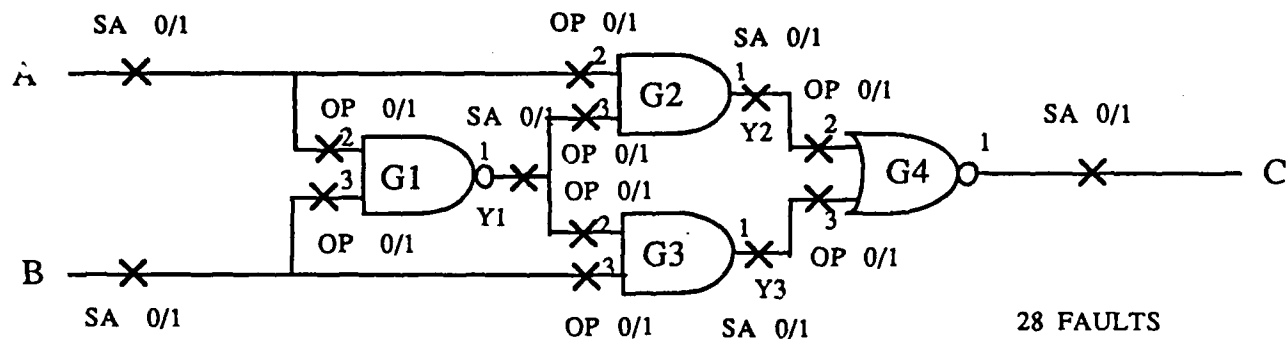 SA 0/1
OP 0/1
SA 0/1
A
2
1
OP 0/1
SA 0/1
3
G2
OP 0/1
SA 0/1
Y2
2
1
2
1
OP 0/1
3
G1
OP 0/1
G4
C
Y1
3
OP 0/1
2
1
OP 0/1
B
3
G3
Y3
SA 0/1
OP 0/1
SA 0/1
28 FAULTS